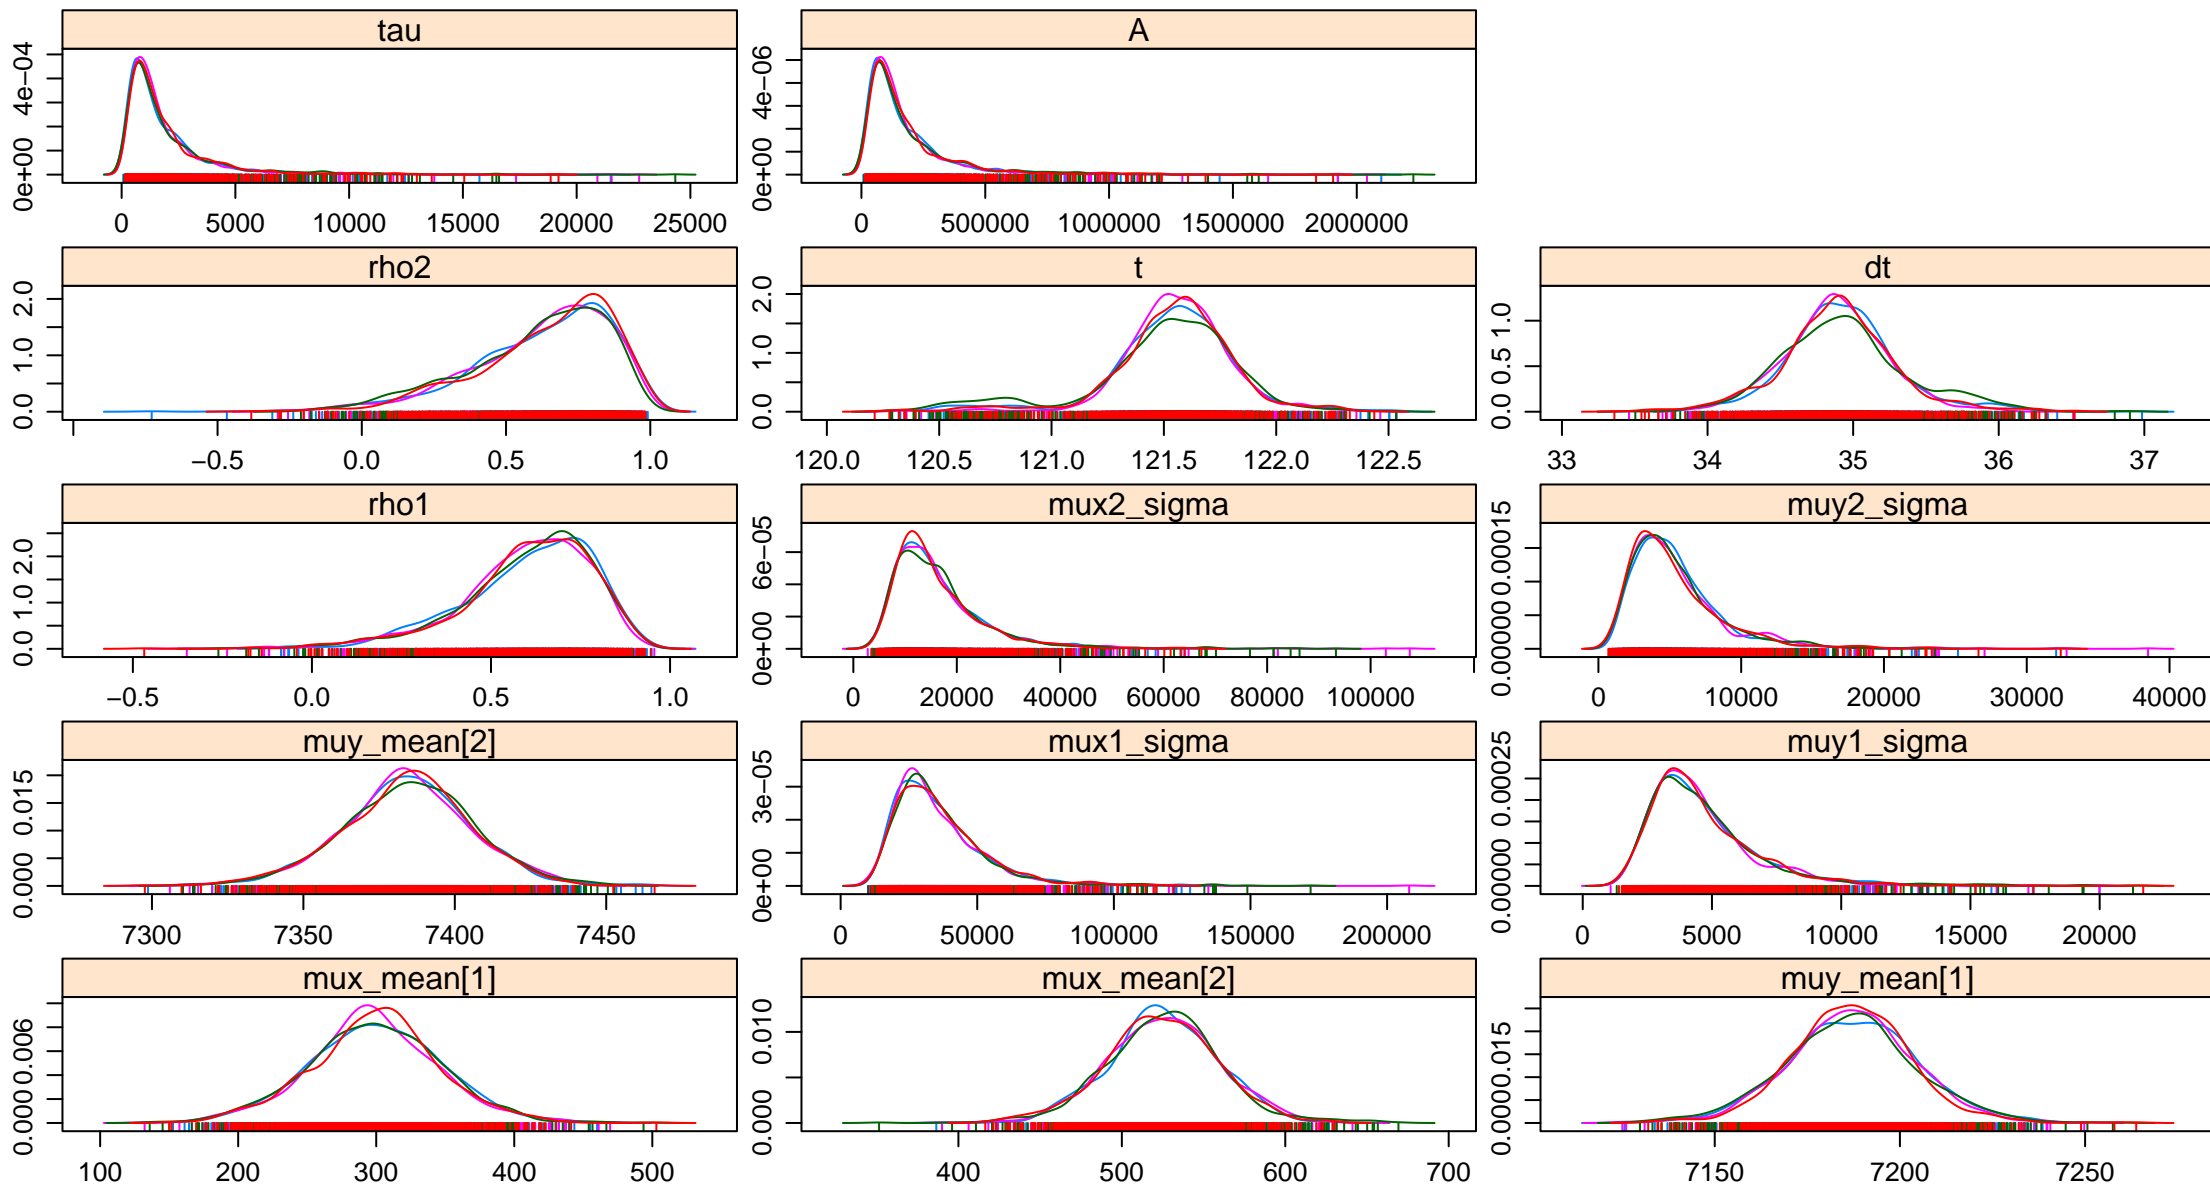 tau
A
0e+00 4e−04
0 5000 10000 15000 20000 25000
0e+00 4e−06
0 500000 1000000 1500000 2000000
rho2
t
dt
0.0 1.0 2.0
−0.5 0.0 0.5 1.0
0.0 1.0 2.0
120.0 120.5 121.0 121.5 122.0 122.5
0.0 0.5 1.0
33 34 35 36 37
rho1
mux2_sigma
muy2_sigma
0.0 1.0 2.0
−0.5 0.0 0.5 1.0
0e+00 6e−05
0 20000 40000 60000 80000 100000
0.00000 0.00015
0 10000 20000 30000 40000
muy_mean[2]
mux1_sigma
muy1_sigma
0.000 0.015
7300 7350 7400 7450
0e+00 3e−05
0 50000 100000 150000 200000
0.00000 0.00025
0 5000 10000 15000 20000
mux_mean[1]
mux_mean[2]
muy_mean[1]
0.000 0.006
100 200 300 400 500
0.000 0.010
400 500 600 700
0.000 0.015
7150 7200 7250